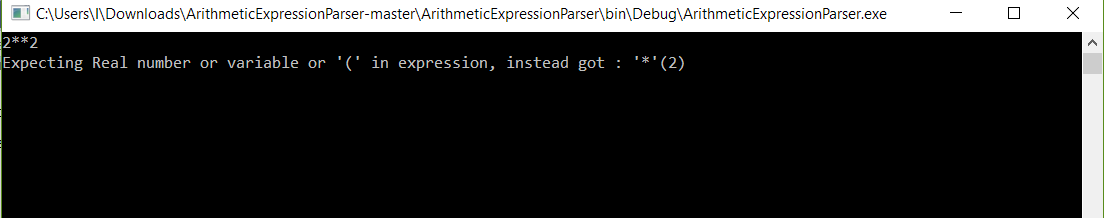 C:\Users\I\Downloads\ArithmeticExpressionParser-master\ArithmeticExpressionParser\bin\Debug\ArithmeticExpressionParser.exe
2**2
Expecting Real number or variable or '(' in expression, instead got : '*'(2)